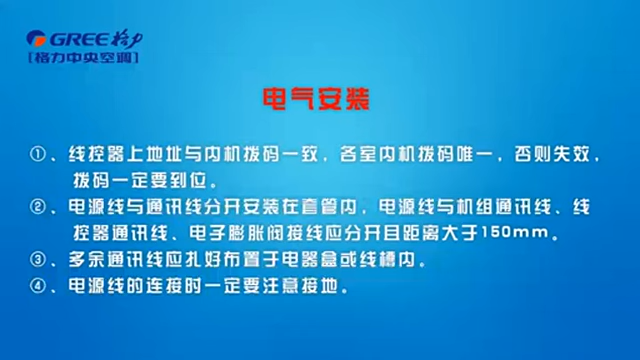 GREE格力
[格力中央空调]
电气安装
①、线控器上地址与内机拨码一致，各室内机拨码唯一，否则失效，
拨码一定要到位。
②、电源线与通讯线分开安装在套管内，电源线与机组通讯线、线
控器通讯线、电子膨胀阀接线应分开且距离大于150mm。
③、多余通讯线应扎好布置于电器盒或线槽内。
④、电源线的连接时一定要注意接地。